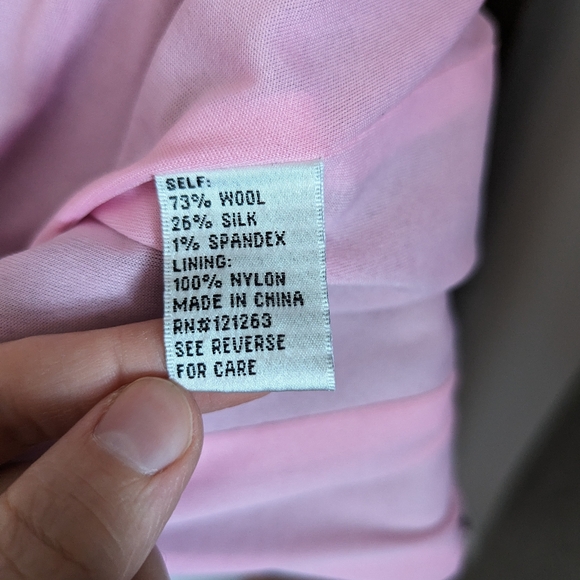 SELF:
73% WOOL
26% SILK
1% SPANDEX
LINING:
100% NYLON
MADE IN CHINA
RN#121263
SEE REVERSE
FOR CARE